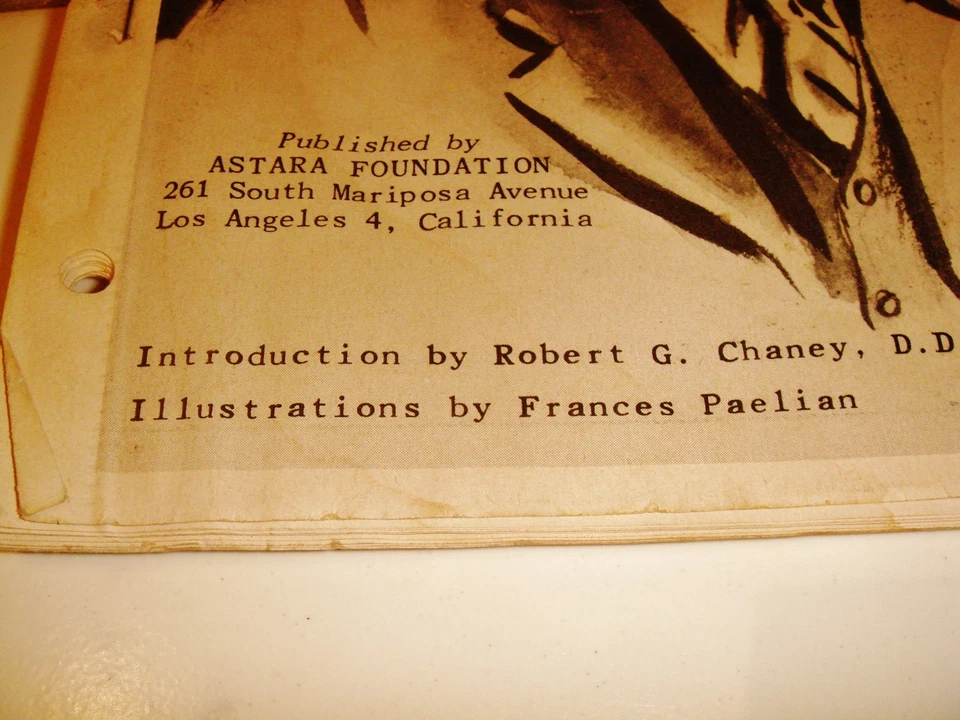 Published by
ASTARA FOUNDATION
261 South Mariposa Avenue
Los Angeles 4, California
Introduction by Robert G. Chaney, D.D
Illustrations by Frances Paelian